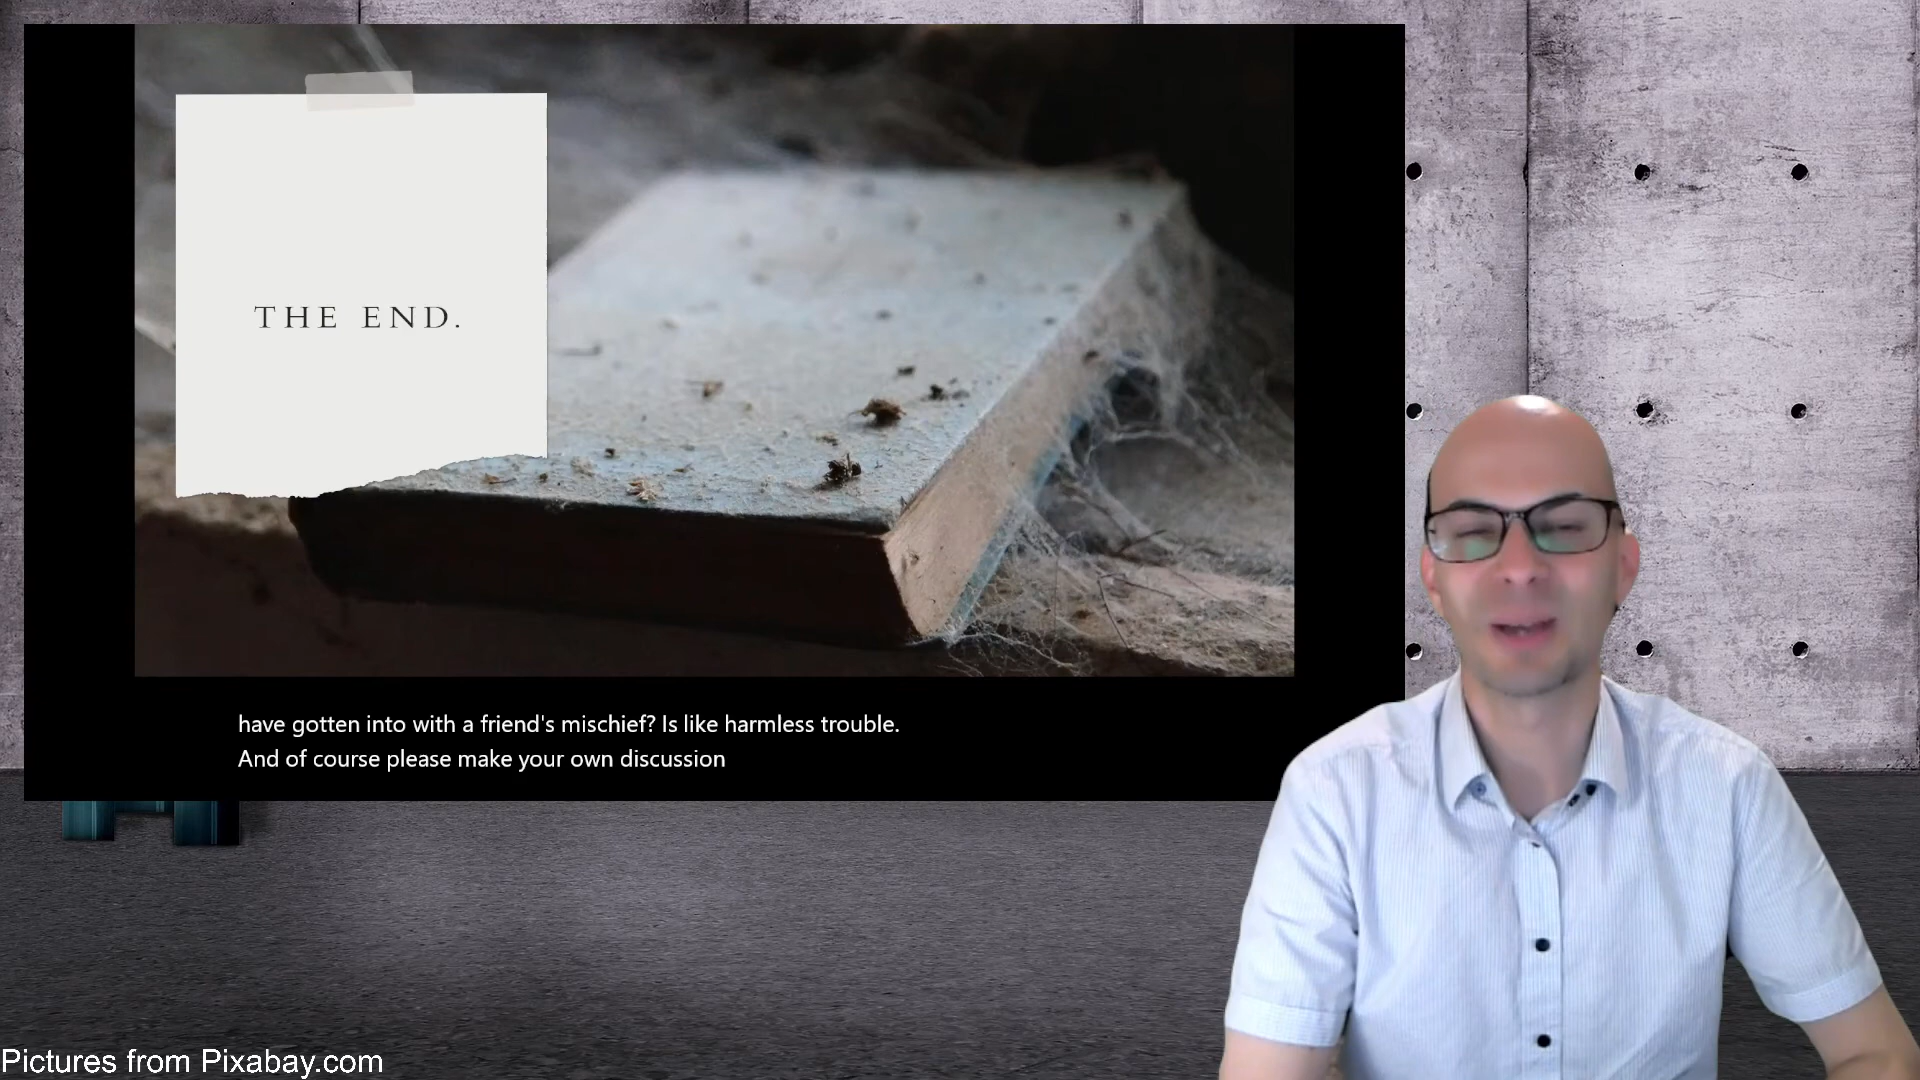 THE END.
have gotten into with a friend's mischief? Is like harmless trouble.
And of course please make your own discussion
Pictures from Pixabay.com